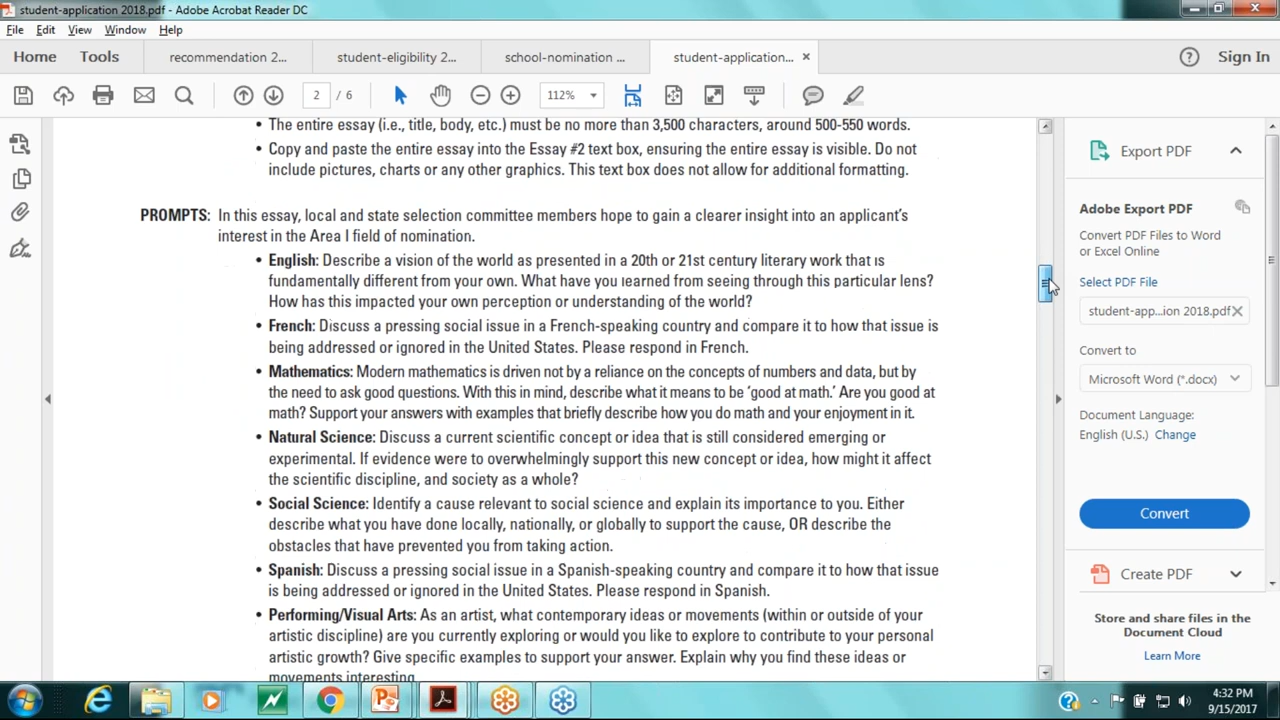 student-application 2018.pdf - Adobe Acrobat Reader DC
File Edit View Window Help
Home Tools recommendation 2... student-eligibility 2... school-nomination ... student-application... × Sign In
2 / 6 112%
• The entire essay (i.e., title, body, etc.) must be no more than 3,500 characters, around 500-550 words.
• Copy and paste the entire essay into the Essay #2 text box, ensuring the entire essay is visible. Do not
include pictures, charts or any other graphics. This text box does not allow for additional formatting.
PROMPTS: In this essay, local and state selection committee members hope to gain a clearer insight into an applicant's
interest in the Area I field of nomination.
• English: Describe a vision of the world as presented in a 20th or 21st century literary work that is
fundamentally different from your own. What have you learned from seeing through this particular lens?
How has this impacted your own perception or understanding of the world?
• French: Discuss a pressing social issue in a French-speaking country and compare it to how that issue is
being addressed or ignored in the United States. Please respond in French.
• Mathematics: Modern mathematics is driven not by a reliance on the concepts of numbers and data, but by
the need to ask good questions. With this in mind, describe what it means to be 'good at math.' Are you good at
math? Support your answers with examples that briefly describe how you do math and your enjoyment in it.
• Natural Science: Discuss a current scientific concept or idea that is still considered emerging or
experimental. If evidence were to overwhelmingly support this new concept or idea, how might it affect
the scientific discipline, and society as a whole?
• Social Science: Identify a cause relevant to social science and explain its importance to you. Either
describe what you have done locally, nationally, or globally to support the cause, OR describe the
obstacles that have prevented you from taking action.
• Spanish: Discuss a pressing social issue in a Spanish-speaking country and compare it to how that issue
is being addressed or ignored in the United States. Please respond in Spanish.
• Performing/Visual Arts: As an artist, what contemporary ideas or movements (within or outside of your
artistic discipline) are you currently exploring or would you like to explore to contribute to your personal
artistic growth? Give specific examples to support your answer. Explain why you find these ideas or
movements interesting
Export PDF
Adobe Export PDF
Convert PDF Files to Word
or Excel Online
Select PDF File
student-app...ion 2018.pdf ×
Convert to
Microsoft Word (*.docx)
Document Language:
English (U.S.) Change
Convert
Create PDF
Store and share files in the
Document Cloud
Learn More
4:32 PM
9/15/2017